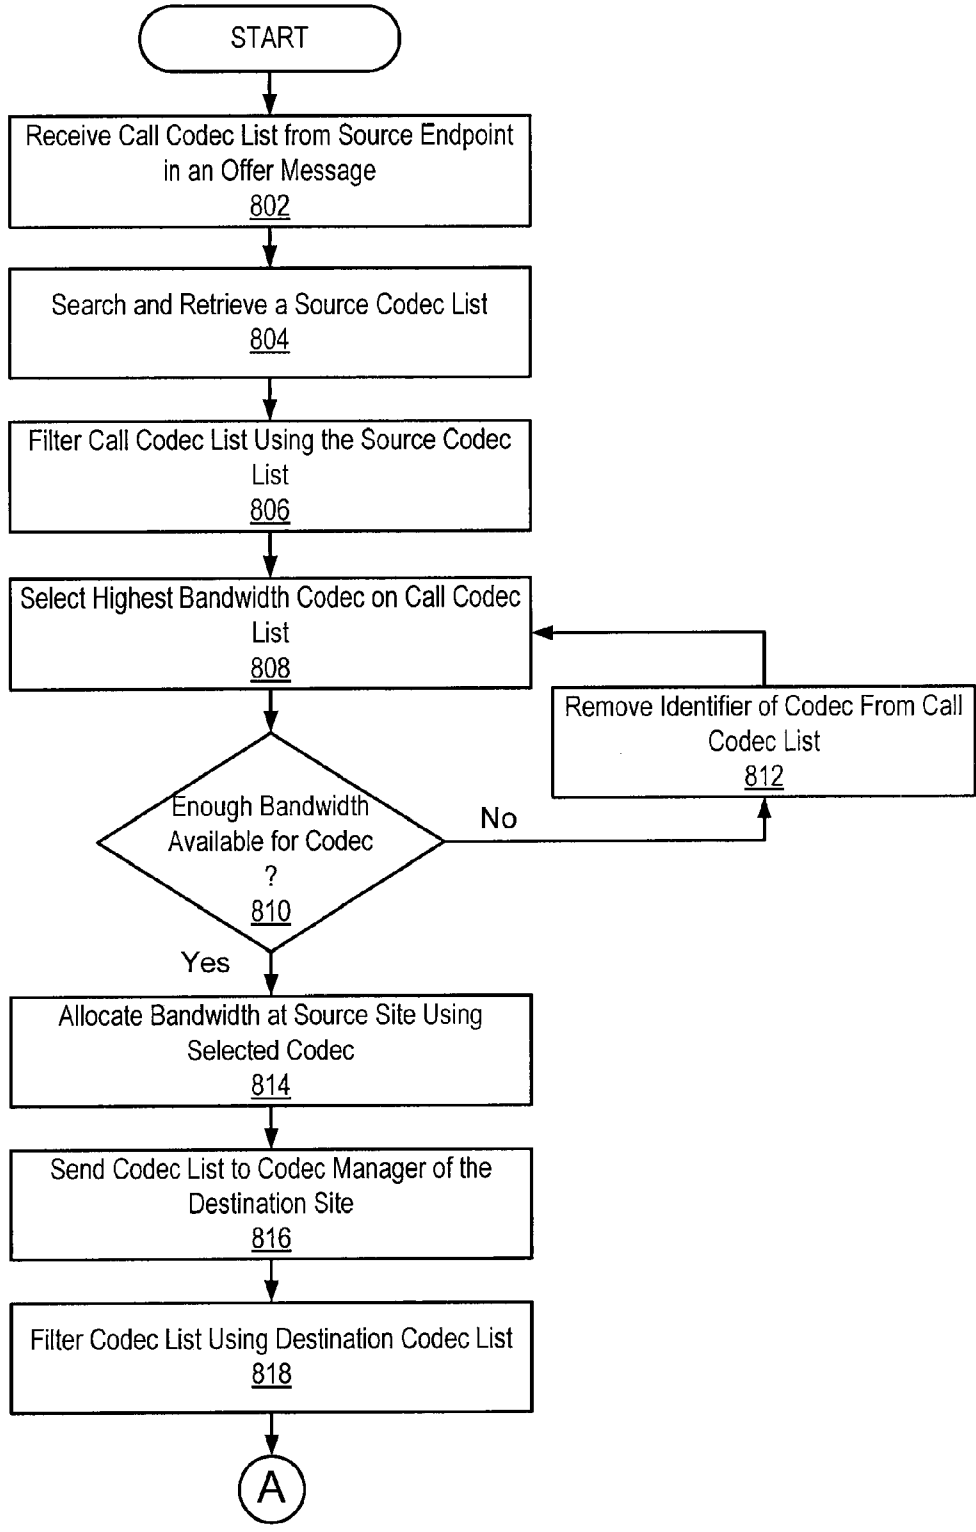 START
Receive Call Codec List from Source Endpoint
in an Offer Message
802
Search and Retrieve a Source Codec List
804
Filter Call Codec List Using the Source Codec
List
806
Select Highest Bandwidth Codec on Call Codec
List
808
Remove Identifier of Codec From Call
Codec List
812
Enough Bandwidth
Available for Codec
?
810
No
Yes
Allocate Bandwidth at Source Site Using
Selected Codec
814
Send Codec List to Codec Manager of the
Destination Site
816
Filter Codec List Using Destination Codec List
818
A